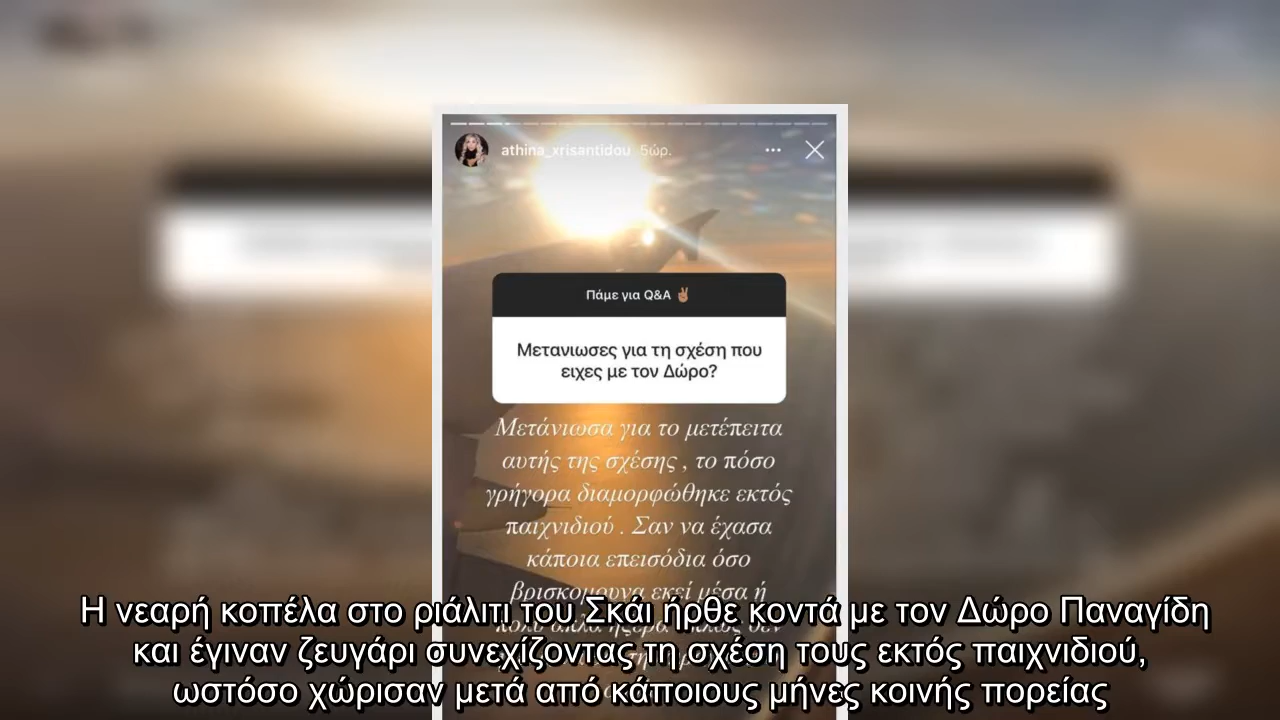 athina_xrisantidou 5ώρ.
Πάμε για Q&A ✌🏽
Μετανιωσες για τη σχέση που
ειχες με τον Δώρο?
Μετάνιωσα για το μετέπειτα
αυτής της σχέσης , το πόσο
γρήγορα διαμορφώθηκε εκτός
παιχνιδιού . Σαν να έχασα
κάποια επεισόδια όσο
βρισκομουνα εκεί μέσα ή
Η νεαρή κοπέλα στο ριάλιτι του Σκάι ήρθε κοντά με τον Δώρο Παναγίδη
και έγιναν ζευγάρι συνεχίζοντας τη σχέση τους εκτός παιχνιδιού,
ωστόσο χώρισαν μετά από κάποιους μήνες κοινής πορείας